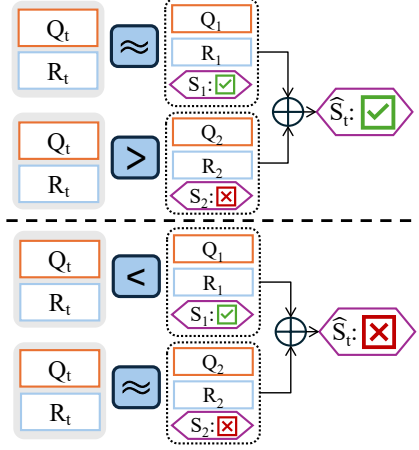 Qₜ
Rₜ
≈
Q₁
R₁
S₁: ✓
Qₜ
Rₜ
>
Q₂
R₂
S₂: ✗
Ŝₜ: ✓
Qₜ
Rₜ
<
Q₁
R₁
S₁: ✓
Qₜ
Rₜ
≈
Q₂
R₂
S₂: ✗
Ŝₜ: ✗